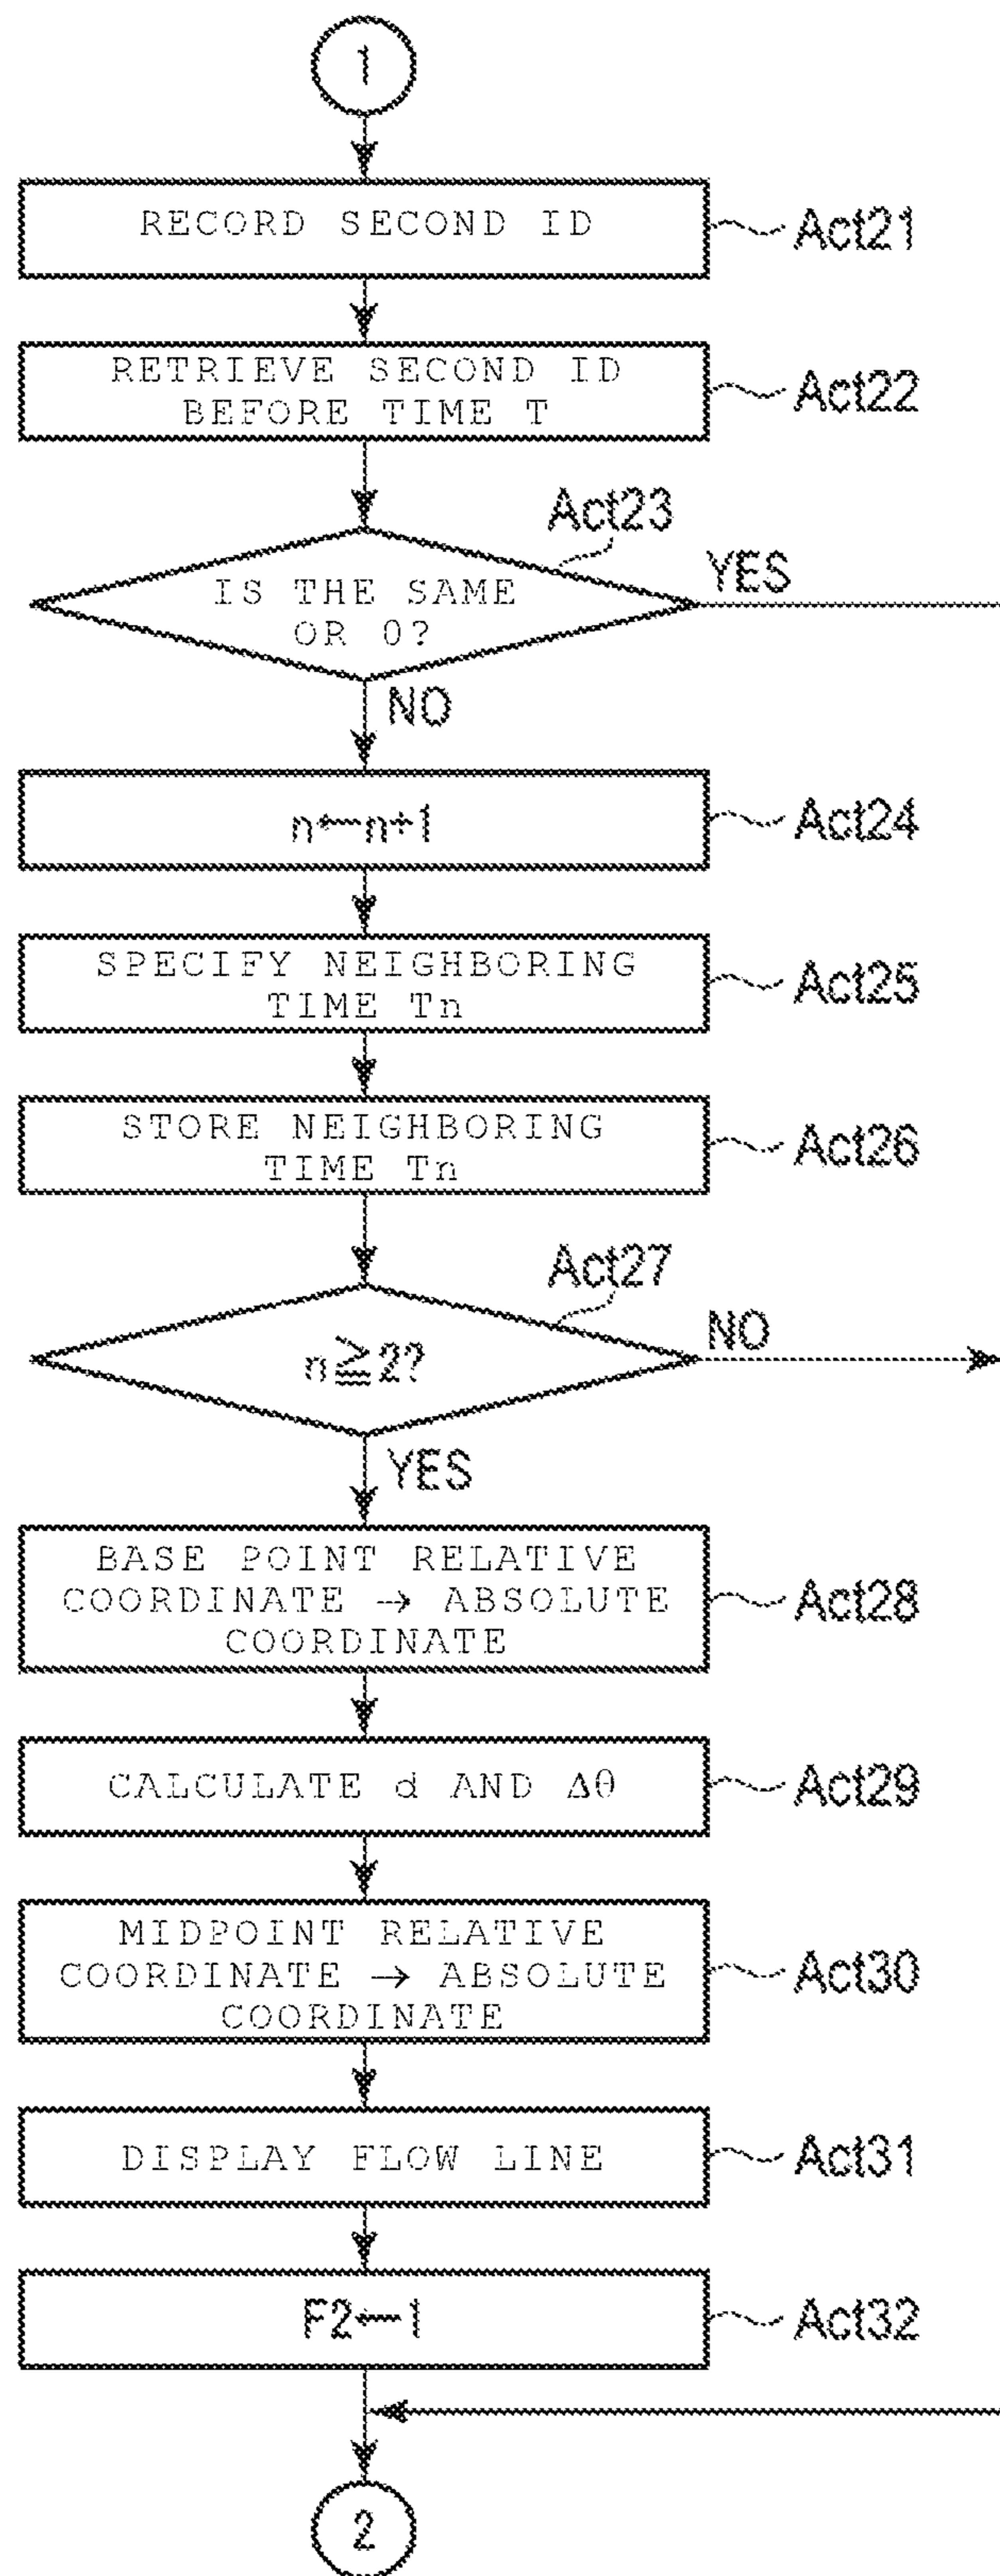 1
RECORD SECOND ID
Act21
RETRIEVE SECOND ID
BEFORE TIME T
Act22
Act23
IS THE SAME
OR 0?
YES
NO
n←n+1
Act24
SPECIFY NEIGHBORING
TIME Tn
Act25
STORE NEIGHBORING
TIME Tn
Act26
Act27
n≧2?
NO
YES
BASE POINT RELATIVE
COORDINATE → ABSOLUTE
COORDINATE
Act28
CALCULATE d AND Δθ
Act29
MIDPOINT RELATIVE
COORDINATE → ABSOLUTE
COORDINATE
Act30
DISPLAY FLOW LINE
Act31
F2←1
Act32
2